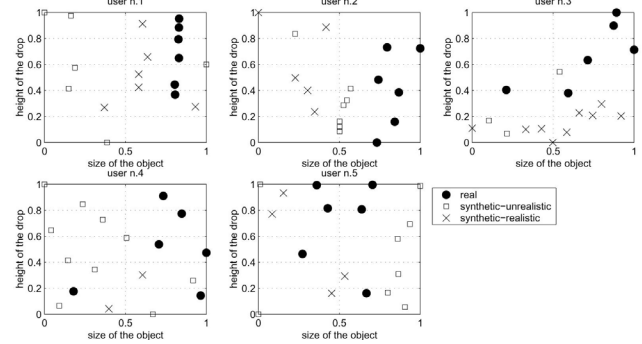 user n.1
user n.2
user n.3
height of the drop
1
0.8
0.6
0.4
0.2
0
0
0.5
1
size of the object
height of the drop
1
0.8
0.6
0.4
0.2
0
0
0.5
1
size of the object
height of the drop
1
0.8
0.6
0.4
0.2
0
0
0.5
1
size of the object
user n.4
user n.5
height of the drop
1
0.8
0.6
0.4
0.2
0
0
0.5
1
size of the object
height of the drop
1
0.8
0.6
0.4
0.2
0
0
0.5
1
size of the object
real
synthetic-unrealistic
synthetic-realistic